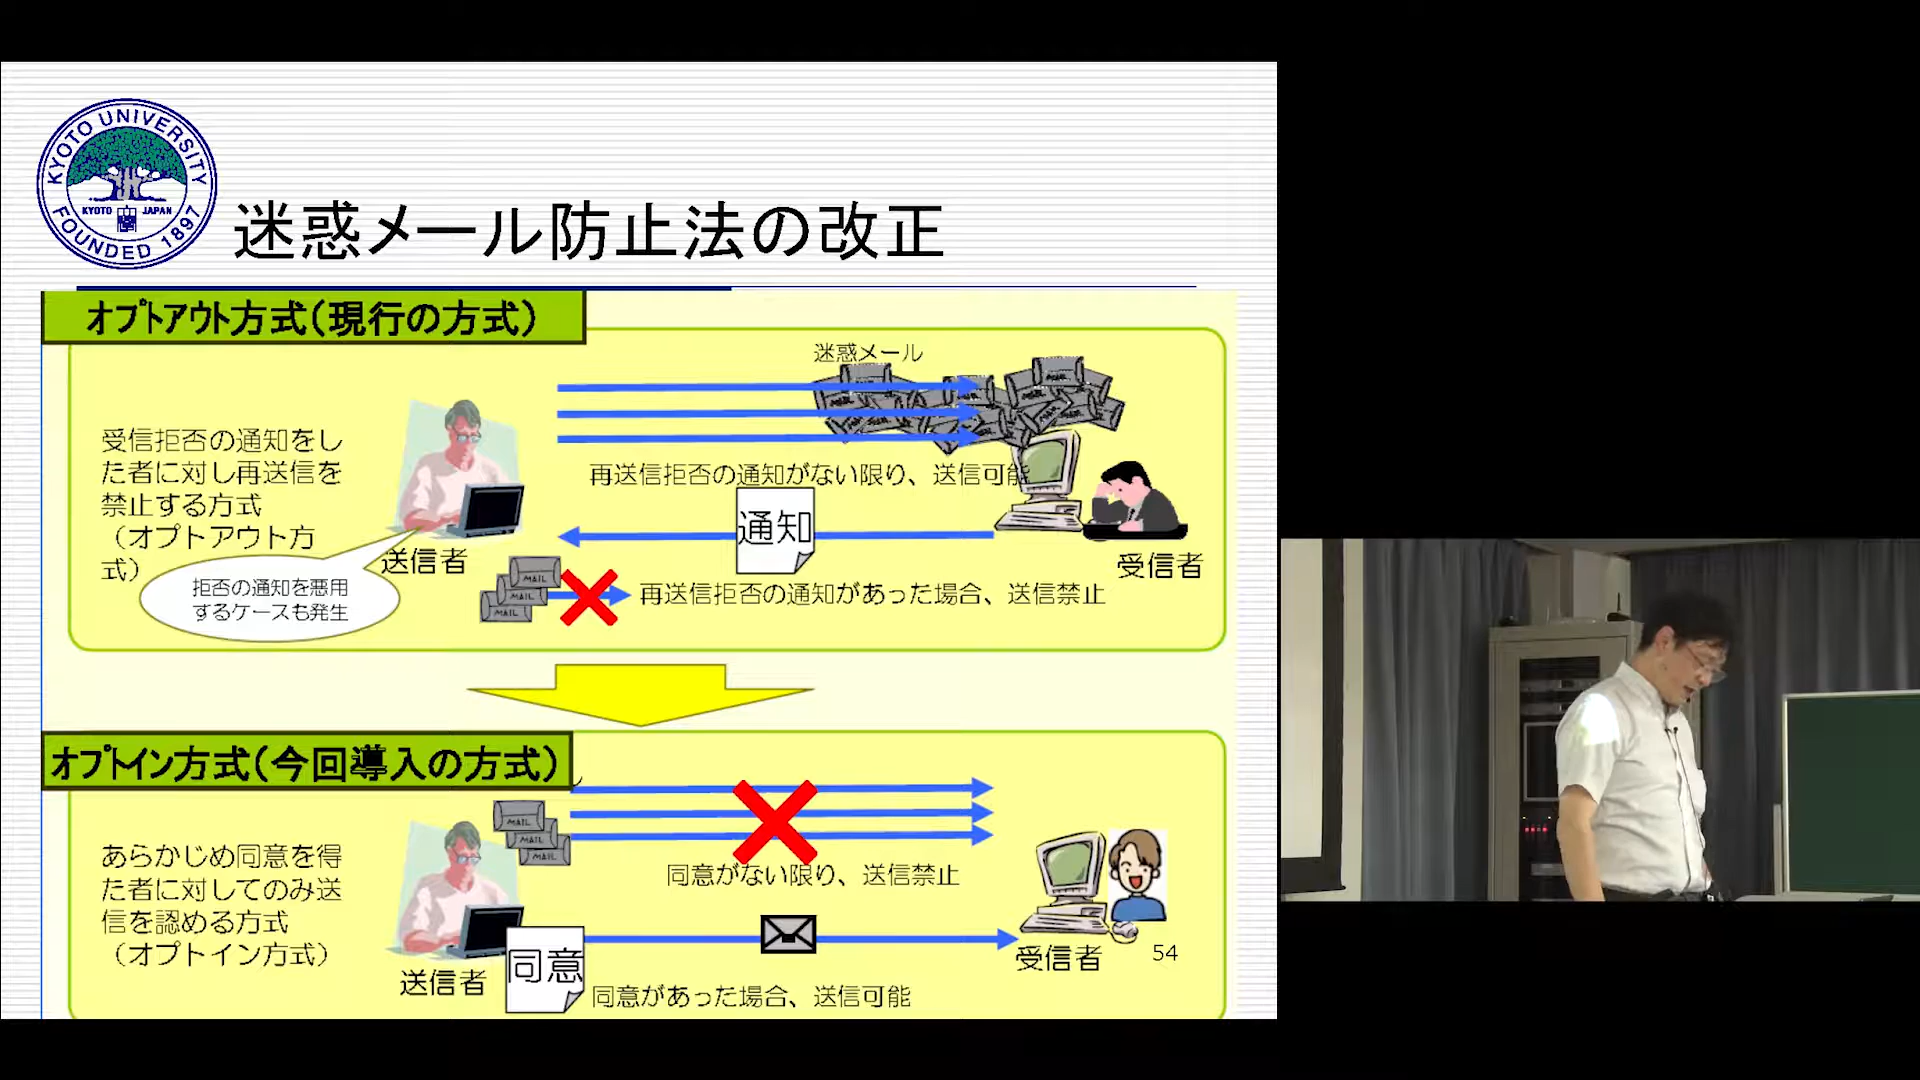 KYOTO UNIVERSITY
KYOTO JAPAN
FOUNDED 1897
迷惑メール防止法の改正
オプトアウト方式(現行の方式)
迷惑メール
受信拒否の通知をし
た者に対し再送信を
禁止する方式
(オプトアウト方
式)
再送信拒否の通知がない限り、送信可能
通知
送信者
受信者
拒否の通知を悪用
するケースも発生
MAIL
MAIL
MAIL
再送信拒否の通知があった場合、送信禁止
オプトイン方式(今回導入の方式)
MAIL
MAIL
MAIL
あらかじめ同意を得
た者に対してのみ送
信を認める方式
(オプトイン方式)
同意がない限り、送信禁止
同意
送信者
受信者
54
同意があった場合、送信可能